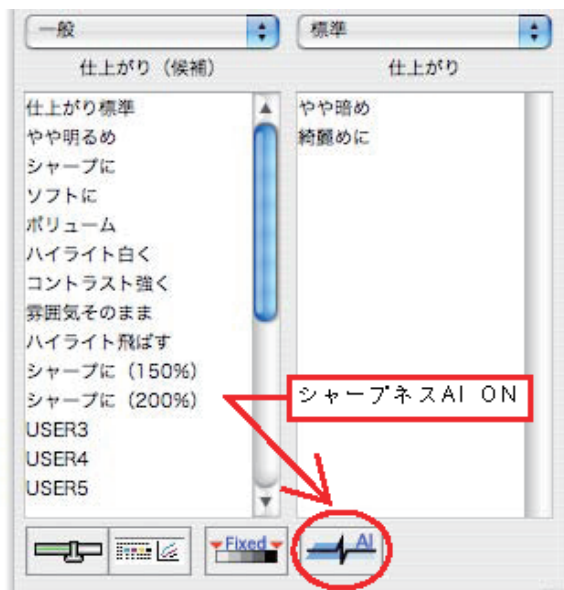 一般
標準
仕上がり（候補）
仕上がり
仕上がり標準
やや明るめ
シャープに
ソフトに
ボリューム
ハイライト白く
コントラスト強く
雰囲気そのまま
ハイライト飛ばす
シャープに（150%）
シャープに（200%）
USER3
USER4
USER5
やや暗め
綺麗めに
シャープネスAI ON
Fixed
AI